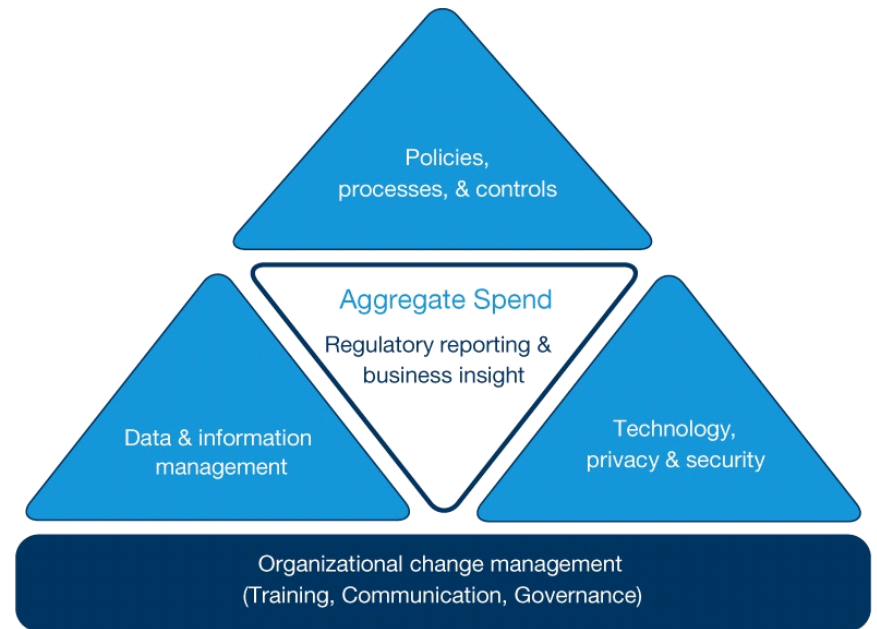 Policies,
processes, & controls
Aggregate Spend
Regulatory reporting &
business insight
Data & information
management
Technology,
privacy & security
Organizational change management
(Training, Communication, Governance)